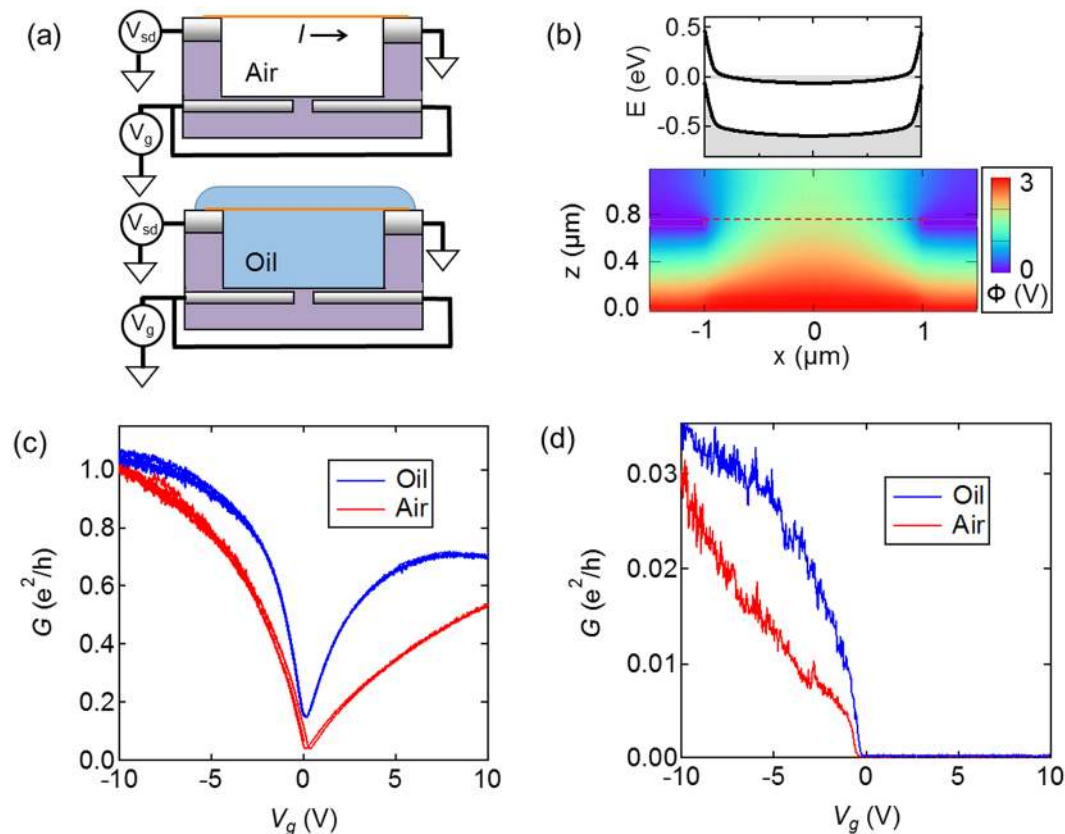 (a)
V_sd
I
Air
V_g
V_sd
Oil
V_g
(b)
E (eV)
0.5
0.0
-0.5
z (µm)
0.8
0.4
0.0
-1
0
1
x (µm)
3
0
Φ (V)
(c)
G (e²/h)
1.0
0.8
0.6
0.4
0.2
0.0
-10
-5
0
5
10
V_g (V)
Oil
Air
(d)
G (e²/h)
0.03
0.02
0.01
0.00
-10
-5
0
5
10
V_g (V)
Oil
Air